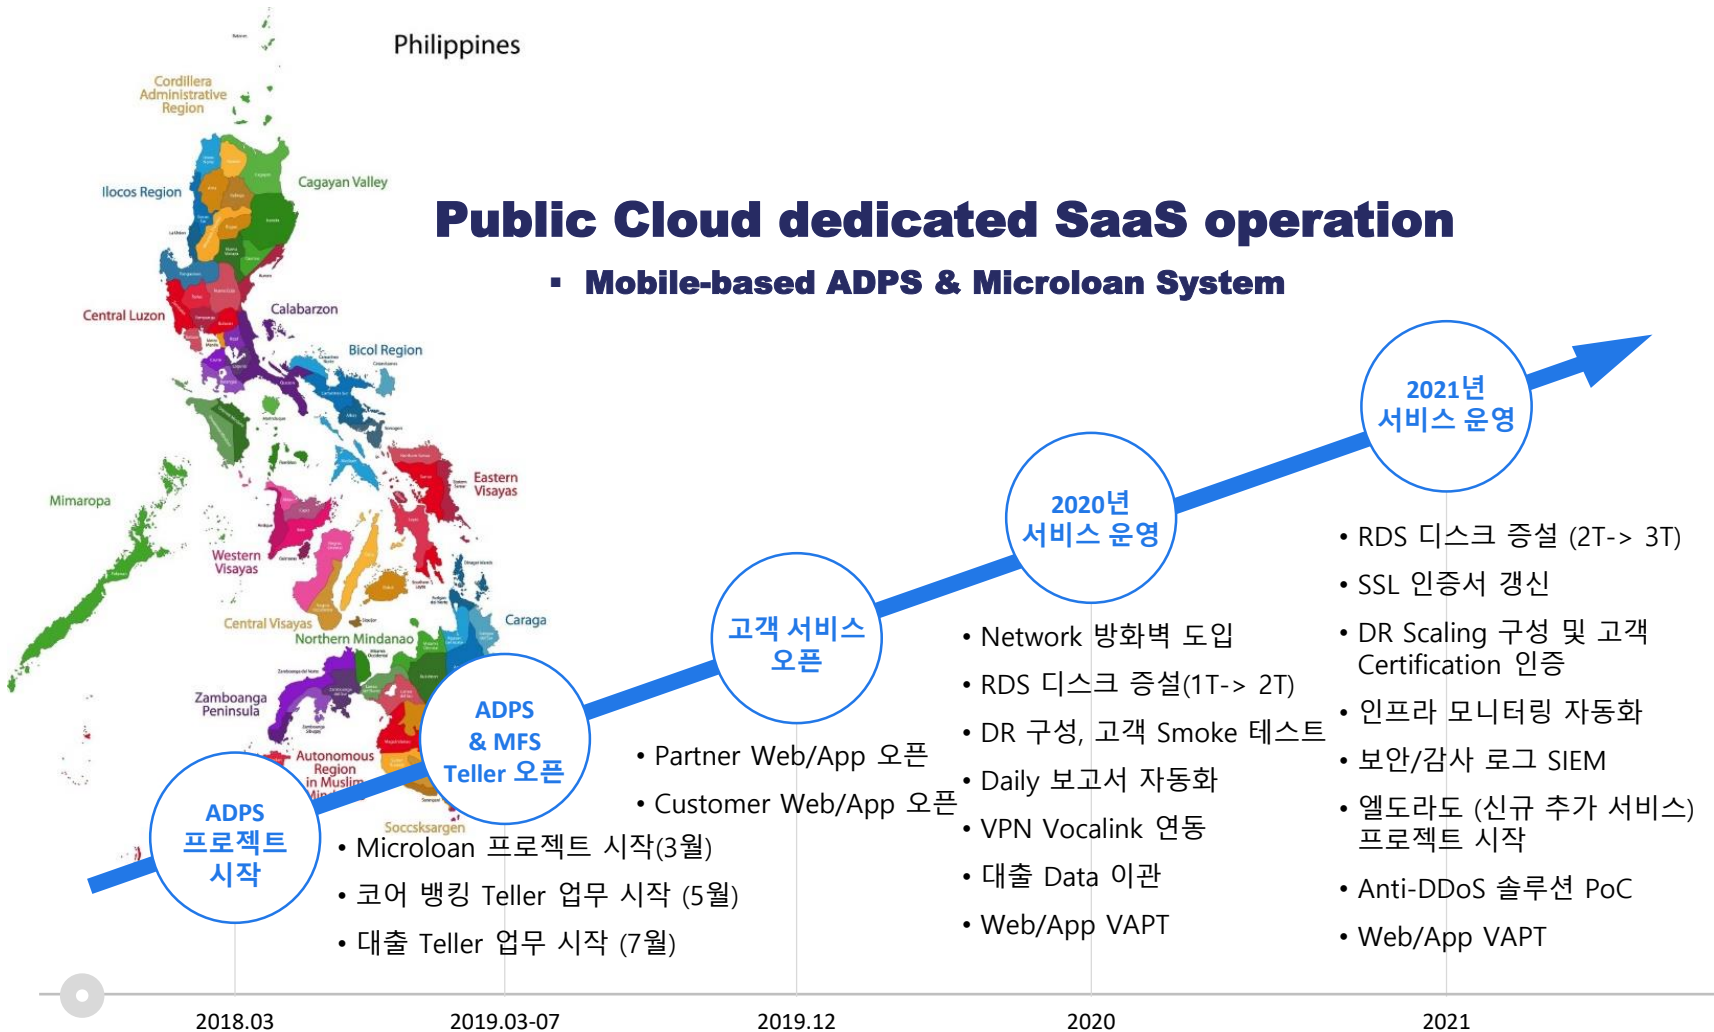 Philippines
Cordillera
Administrative
Region
Ilocos Region
Cagayan Valley
Public Cloud dedicated SaaS operation
▪ Mobile-based ADPS & Microloan System
Central Luzon
Calabarzon
Bicol Region
Mimaropa
Eastern
Visayas
Western
Visayas
Central Visayas
Northern Mindanao
Caraga
Zamboanga
Peninsula
Autonomous
Region
in Muslim
Soccsksargen
ADPS
프로젝트
시작
ADPS
& MFS
Teller 오픈
• Microloan 프로젝트 시작(3월)
• 코어 뱅킹 Teller 업무 시작 (5월)
• 대출 Teller 업무 시작 (7월)
고객 서비스
오픈
• Partner Web/App 오픈
• Customer Web/App 오픈
2020년
서비스 운영
• Network 방화벽 도입
• RDS 디스크 증설(1T-> 2T)
• DR 구성, 고객 Smoke 테스트
• Daily 보고서 자동화
• VPN Vocalink 연동
• 대출 Data 이관
• Web/App VAPT
2021년
서비스 운영
• RDS 디스크 증설 (2T-> 3T)
• SSL 인증서 갱신
• DR Scaling 구성 및 고객
Certification 인증
• 인프라 모니터링 자동화
• 보안/감사 로그 SIEM
• 엘도라도 (신규 추가 서비스)
프로젝트 시작
• Anti-DDoS 솔루션 PoC
• Web/App VAPT
2018.03
2019.03-07
2019.12
2020
2021